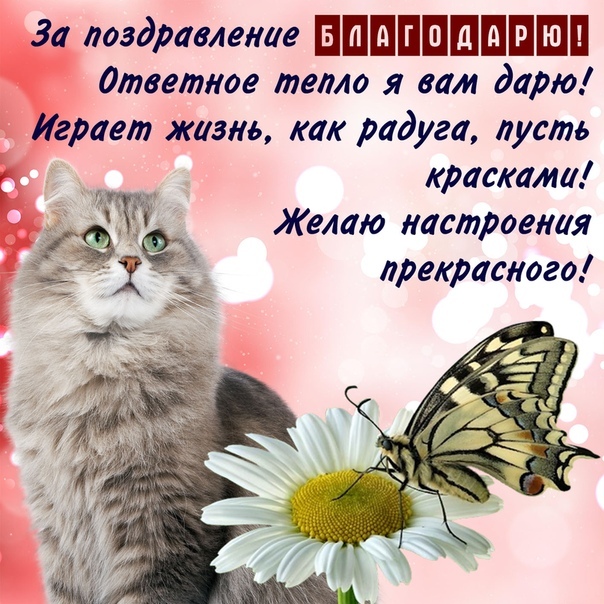 За поздравление БЛАГОДАРЮ!
Ответное тепло я вам дарю!
Играет жизнь, как радуга, пусть
красками!
Желаю настроения
прекрасного!